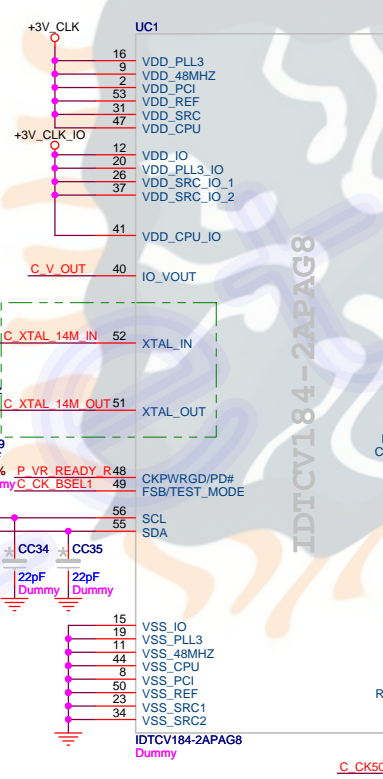 +3V_CLK
UC1
16 VDD_PLL3
9 VDD_48MHZ
2 VDD_PCI
53 VDD_REF
31 VDD_SRC
47 VDD_CPU
+3V_CLK_IO
12 VDD_IO
20 VDD_PLL3_IO
26 VDD_SRC_IO_1
37 VDD_SRC_IO_2
41 VDD_CPU_IO
C_V_OUT 40 IO_VOUT
IDTCV184-2APAG8
C_XTAL_14M_IN 52 XTAL_IN
C_XTAL_14M_OUT 51 XTAL_OUT
9
C
%
P_VR_READY_R 48 CKPWRGD/PD#
my C_CK_BSEL1 49 FSB/TEST_MODE
56 SCL
55 SDA
* CC34 * CC35
22pF 22pF
Dummy Dummy
15 VSS_IO
19 VSS_PLL3
11 VSS_48MHZ
44 VSS_CPU
8 VSS_PCI
50 VSS_REF
R
23 VSS_SRC1
34 VSS_SRC2
IDTCV184-2APAG8
Dummy
C_CK50